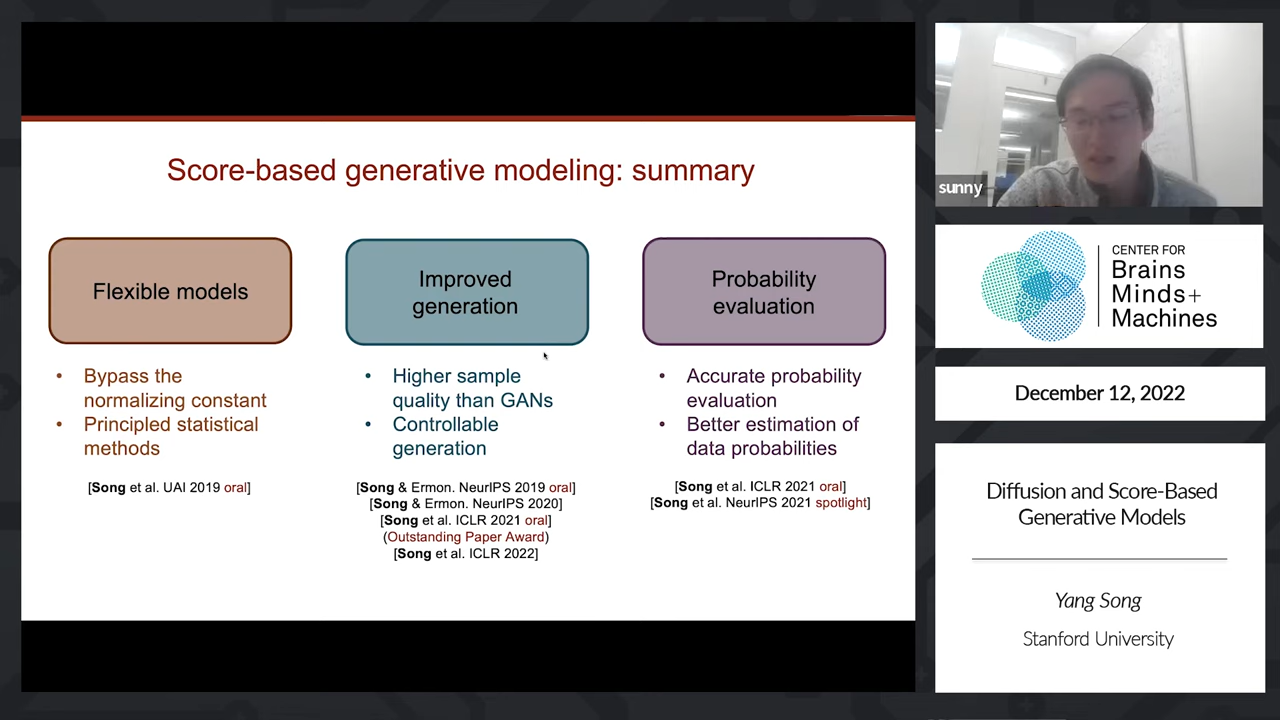 Score-based generative modeling: summary
Flexible models
• Bypass the
normalizing constant
• Principled statistical
methods
[Song et al. UAI 2019 oral]
Improved
generation
• Higher sample
quality than GANs
• Controllable
generation
[Song & Ermon. NeurIPS 2019 oral]
[Song & Ermon. NeurIPS 2020]
[Song et al. ICLR 2021 oral]
(Outstanding Paper Award)
[Song et al. ICLR 2022]
Probability
evaluation
• Accurate probability
evaluation
• Better estimation of
data probabilities
[Song et al. ICLR 2021 oral]
[Song et al. NeurIPS 2021 spotlight]
sunny
CENTER FOR
Brains
Minds+
Machines
December 12, 2022
Diffusion and Score-Based
Generative Models
Yang Song
Stanford University